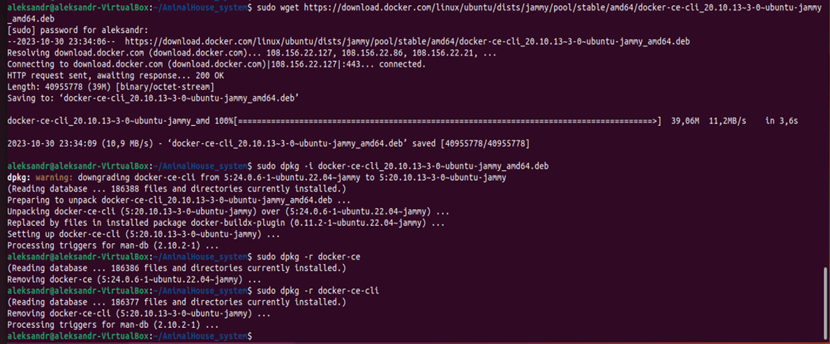 aleksandr@aleksandr-VirtualBox:~/AnimalHouse_system$ sudo wget https://download.docker.com/linux/ubuntu/dists/jammy/pool/stable/amd64/docker-ce-cli_20.10.13~3-0~ubuntu-jammy
_amd64.deb
[sudo] password for aleksandr:
--2023-10-30 23:34:06--  https://download.docker.com/linux/ubuntu/dists/jammy/pool/stable/amd64/docker-ce-cli_20.10.13~3-0~ubuntu-jammy_amd64.deb
Resolving download.docker.com (download.docker.com)... 108.156.22.127, 108.156.22.86, 108.156.22.21, ...
Connecting to download.docker.com (download.docker.com)|108.156.22.127|:443... connected.
HTTP request sent, awaiting response... 200 OK
Length: 40955778 (39M) [binary/octet-stream]
Saving to: ‘docker-ce-cli_20.10.13~3-0~ubuntu-jammy_amd64.deb’
docker-ce-cli_20.10.13~3-0~ubuntu-jammy_amd 100%[===================================================================================>]  39,06M  11,2MB/s    in 3,6s
2023-10-30 23:34:09 (10,9 MB/s) - ‘docker-ce-cli_20.10.13~3-0~ubuntu-jammy_amd64.deb’ saved [40955778/40955778]
aleksandr@aleksandr-VirtualBox:~/AnimalHouse_system$ sudo dpkg -i docker-ce-cli_20.10.13~3-0~ubuntu-jammy_amd64.deb
dpkg: warning: downgrading docker-ce-cli from 5:24.0.6-1~ubuntu.22.04~jammy to 5:20.10.13~3-0~ubuntu-jammy
(Reading database ... 186388 files and directories currently installed.)
Preparing to unpack docker-ce-cli_20.10.13~3-0~ubuntu-jammy_amd64.deb ...
Unpacking docker-ce-cli (5:20.10.13~3-0~ubuntu-jammy) over (5:24.0.6-1~ubuntu.22.04~jammy) ...
Replaced by files in installed package docker-buildx-plugin (0.11.2-1~ubuntu.22.04~jammy) ...
Setting up docker-ce-cli (5:20.10.13~3-0~ubuntu-jammy) ...
Processing triggers for man-db (2.10.2-1) ...
aleksandr@aleksandr-VirtualBox:~/AnimalHouse_system$ sudo dpkg -r docker-ce
(Reading database ... 186386 files and directories currently installed.)
Removing docker-ce (5:24.0.6-1~ubuntu.22.04~jammy) ...
aleksandr@aleksandr-VirtualBox:~/AnimalHouse_system$ sudo dpkg -r docker-ce-cli
(Reading database ... 186377 files and directories currently installed.)
Removing docker-ce-cli (5:20.10.13~3-0~ubuntu-jammy) ...
Processing triggers for man-db (2.10.2-1) ...
aleksandr@aleksandr-VirtualBox:~/AnimalHouse_system$